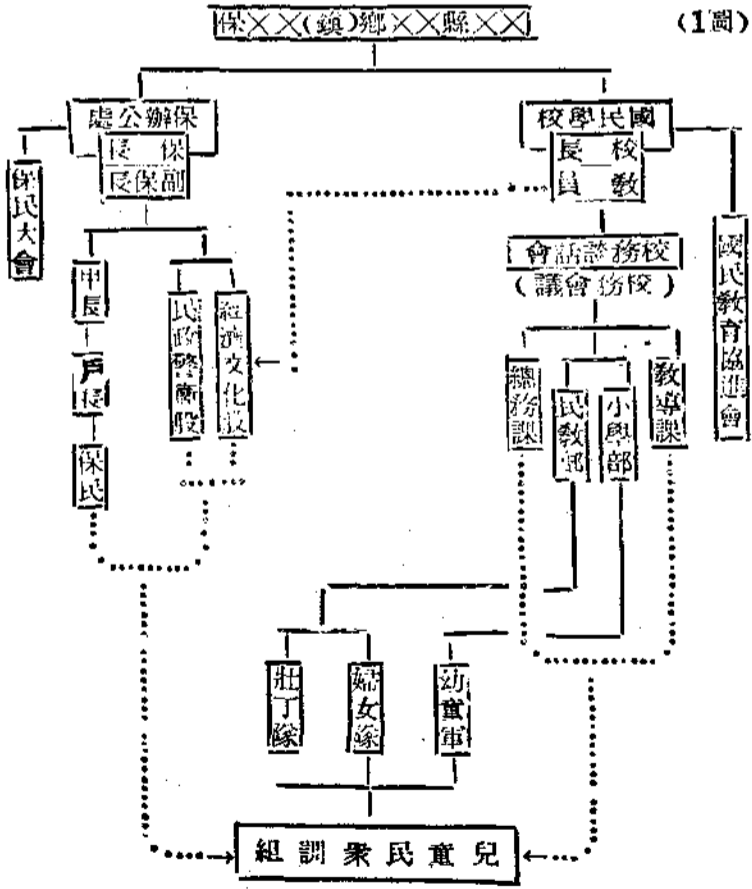 (圖1)
××縣××鄉(鎮)××保
國民學校
校長
教員
國民教育協進會
校務談話會
(校務會議)
教導課
小學部
民教部
總務課
保辦公處
保長
副保長
保民大會
經濟文化股
民政警衛股
甲長
戶長
保民
幼童軍
婦女隊
壯丁隊
兒童民衆訓組